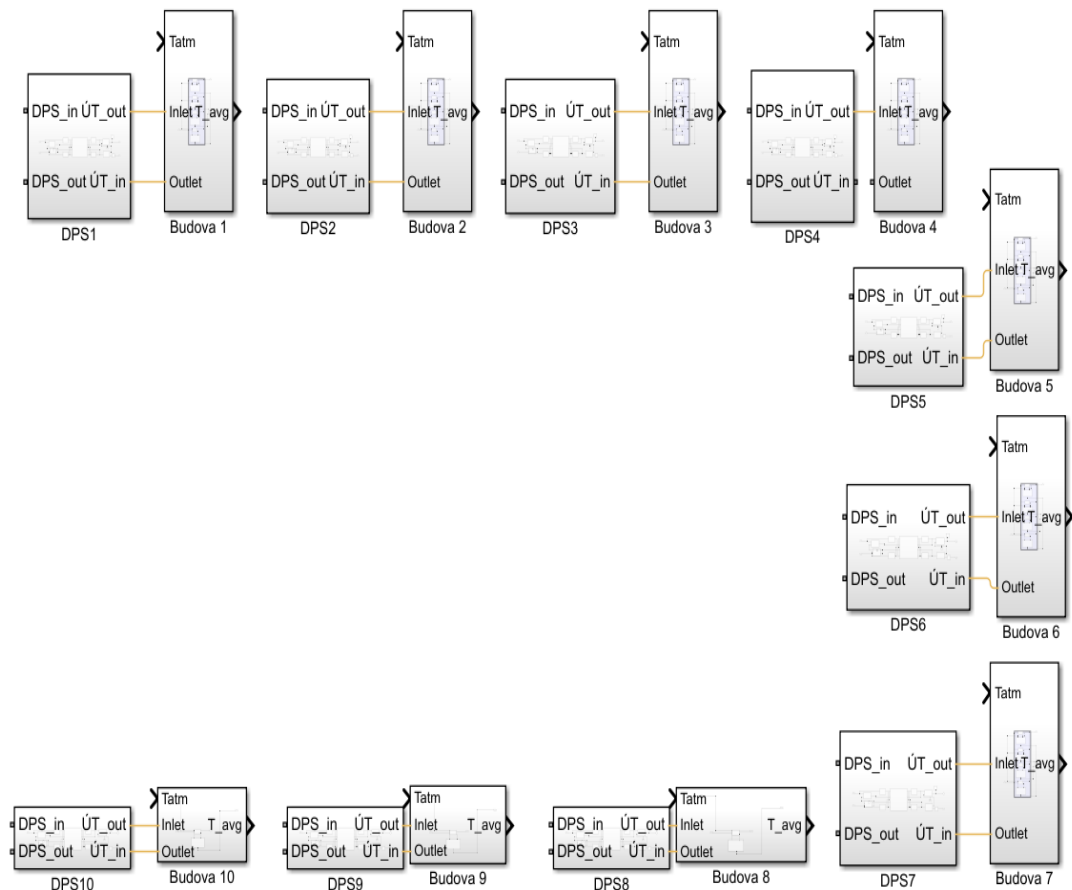 Tatm
Tatm
Tatm
Tatm
DPS_in ÚT_out
Inlet T_avg
DPS_in ÚT_out
Inlet T_avg
DPS_in ÚT_out
Inlet T_avg
DPS_in ÚT_out
Inlet T_avg
DPS_out ÚT_in
Outlet
DPS_out ÚT_in
Outlet
DPS_out ÚT_in
Outlet
DPS_out ÚT_in
Outlet
DPS1
Budova 1
DPS2
Budova 2
DPS3
Budova 3
DPS4
Budova 4
Tatm
DPS_in ÚT_out
Inlet T_avg
DPS_out ÚT_in
Outlet
DPS5
Budova 5
Tatm
DPS_in ÚT_out
Inlet T_avg
DPS_out ÚT_in
Outlet
DPS6
Budova 6
Tatm
DPS_in ÚT_out
Inlet T_avg
DPS_out ÚT_in
Outlet
DPS7
Budova 7
Tatm
Tatm
Tatm
DPS_in ÚT_out
Inlet T_avg
DPS_in ÚT_out
Inlet T_avg
DPS_in ÚT_out
Inlet T_avg
DPS_out ÚT_in
Outlet
DPS_out ÚT_in
Outlet
DPS_out ÚT_in
Outlet
DPS10
Budova 10
DPS9
Budova 9
DPS8
Budova 8